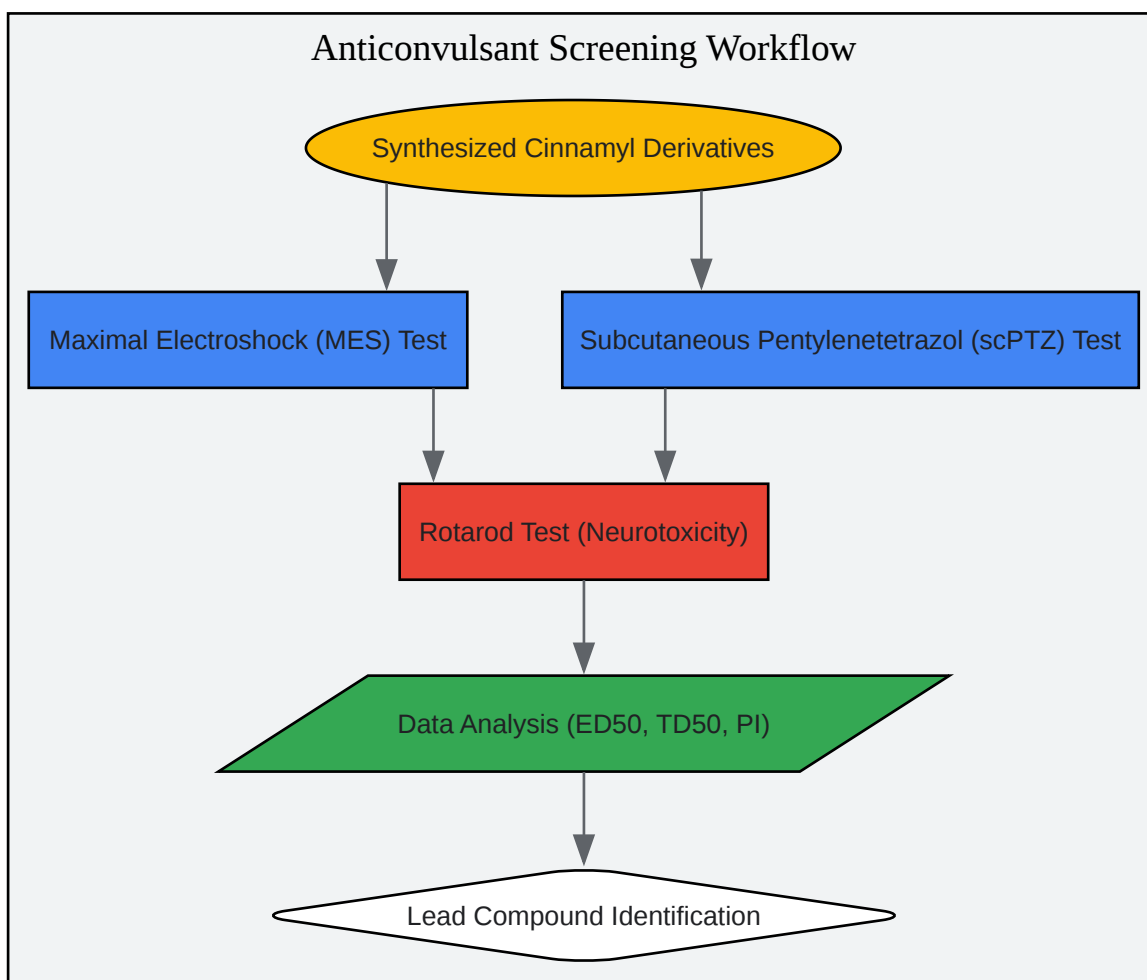 Anticonvulsant Screening Workflow
Synthesized Cinnamyl Derivatives
Maximal Electroshock (MES) Test
Subcutaneous Pentylenetetrazol (scPTZ) Test
Rotarod Test (Neurotoxicity)
Data Analysis (ED50, TD50, PI)
Lead Compound Identification